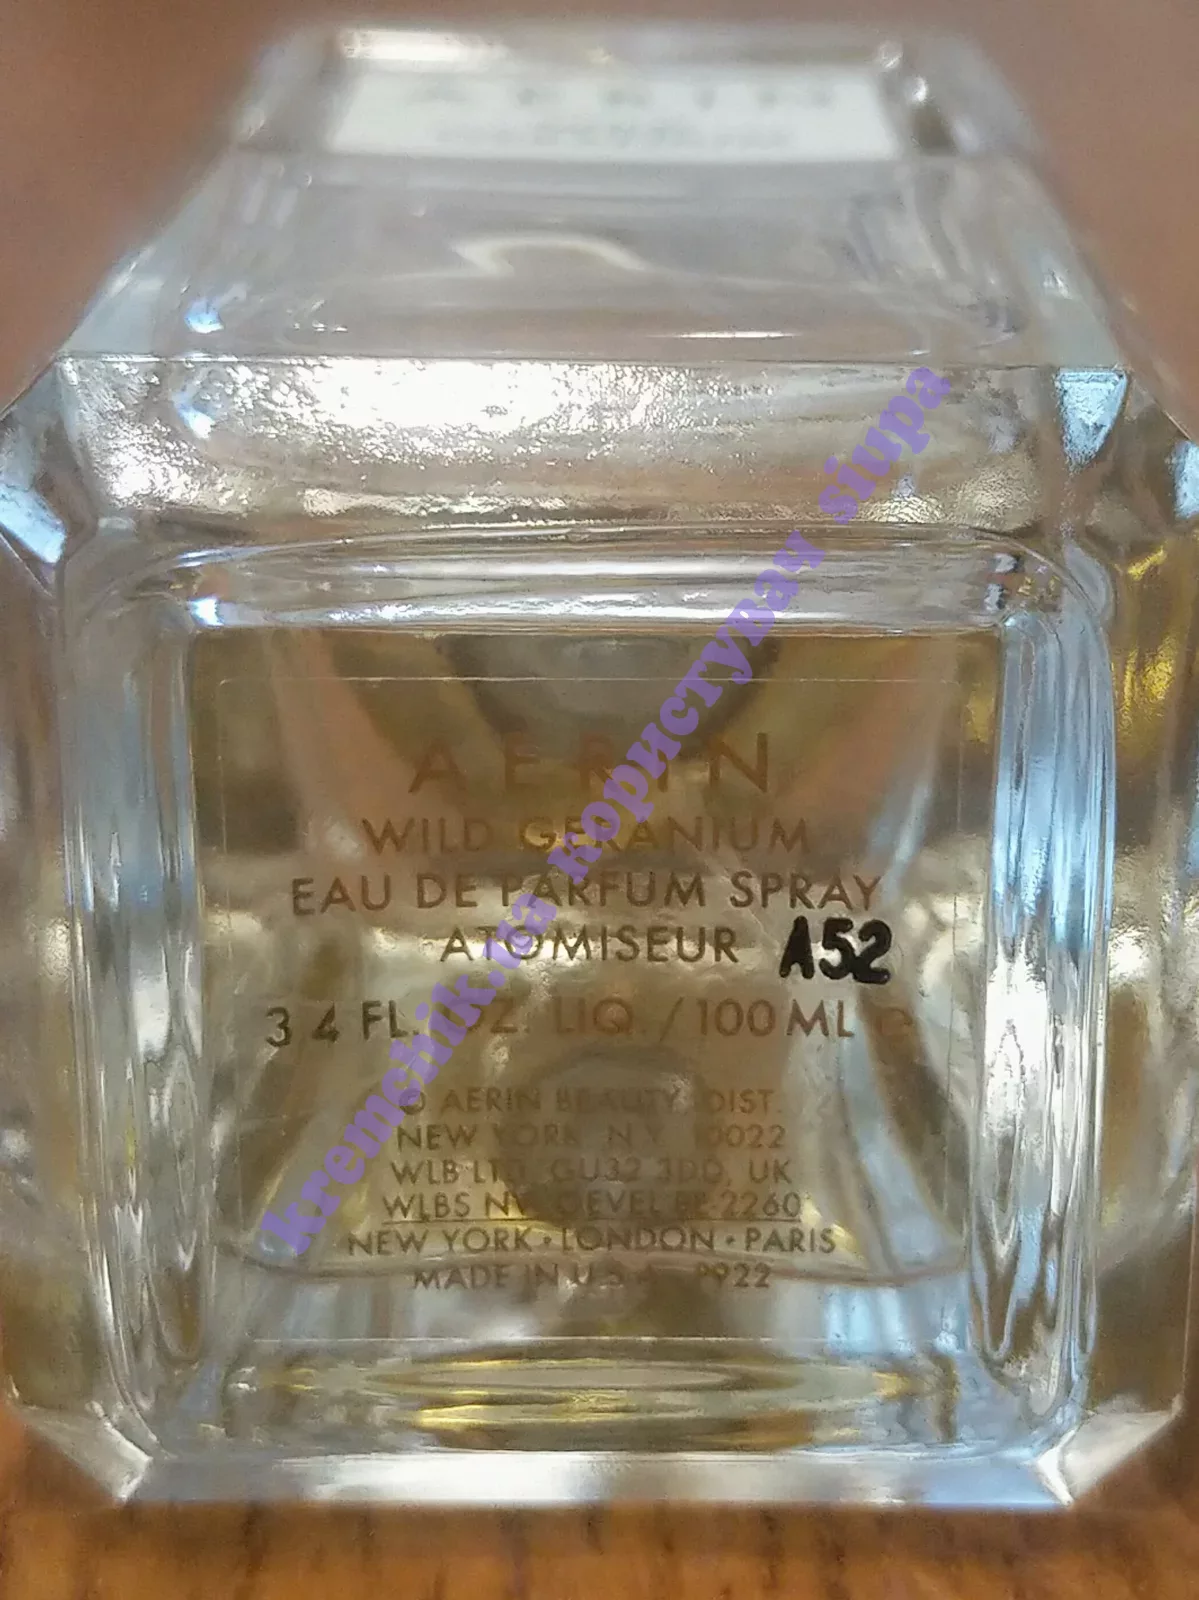 AERIN
AERIN
WILD GERANIUM
EAU DE PARFUM SPRAY
ATOMISEUR A52
3 4 FL. OZ. LIQ. / 100 ML e
© AERIN BEAUTY, DIST.
NEW YORK, N.Y. 10022
WLB LTD, GU32 3DQ, UK
WLBS NV, OEVEL BE-2260
NEW YORK • LONDON • PARIS
MADE IN U.S.A. 9922
kremchik.ua користувач siupa